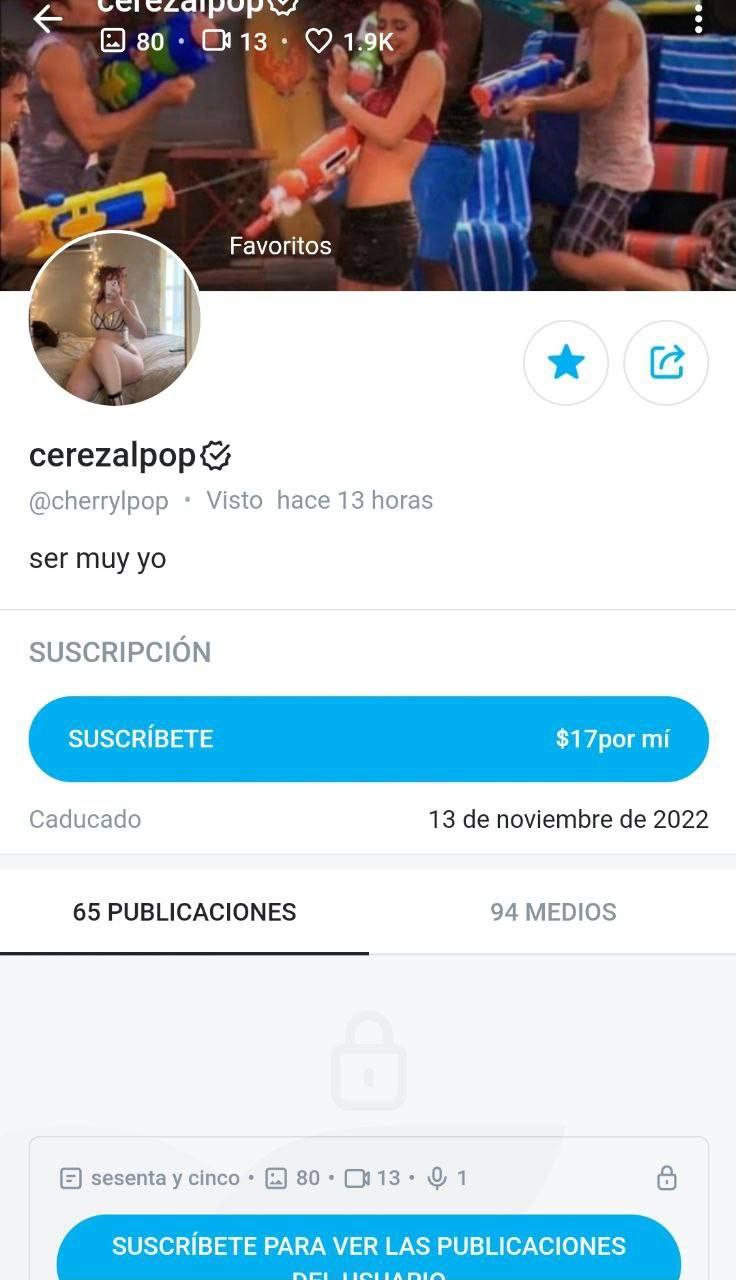 cerezalpop
80 • 13 • 1.9K
Favoritos
cerezalpop
@cherrylpop • Visto hace 13 horas
ser muy yo
SUSCRIPCIÓN
SUSCRÍBETE $17por mí
Caducado 13 de noviembre de 2022
65 PUBLICACIONES 94 MEDIOS
sesenta y cinco • 80 • 13 • 1
SUSCRÍBETE PARA VER LAS PUBLICACIONES
DEL USUARIO